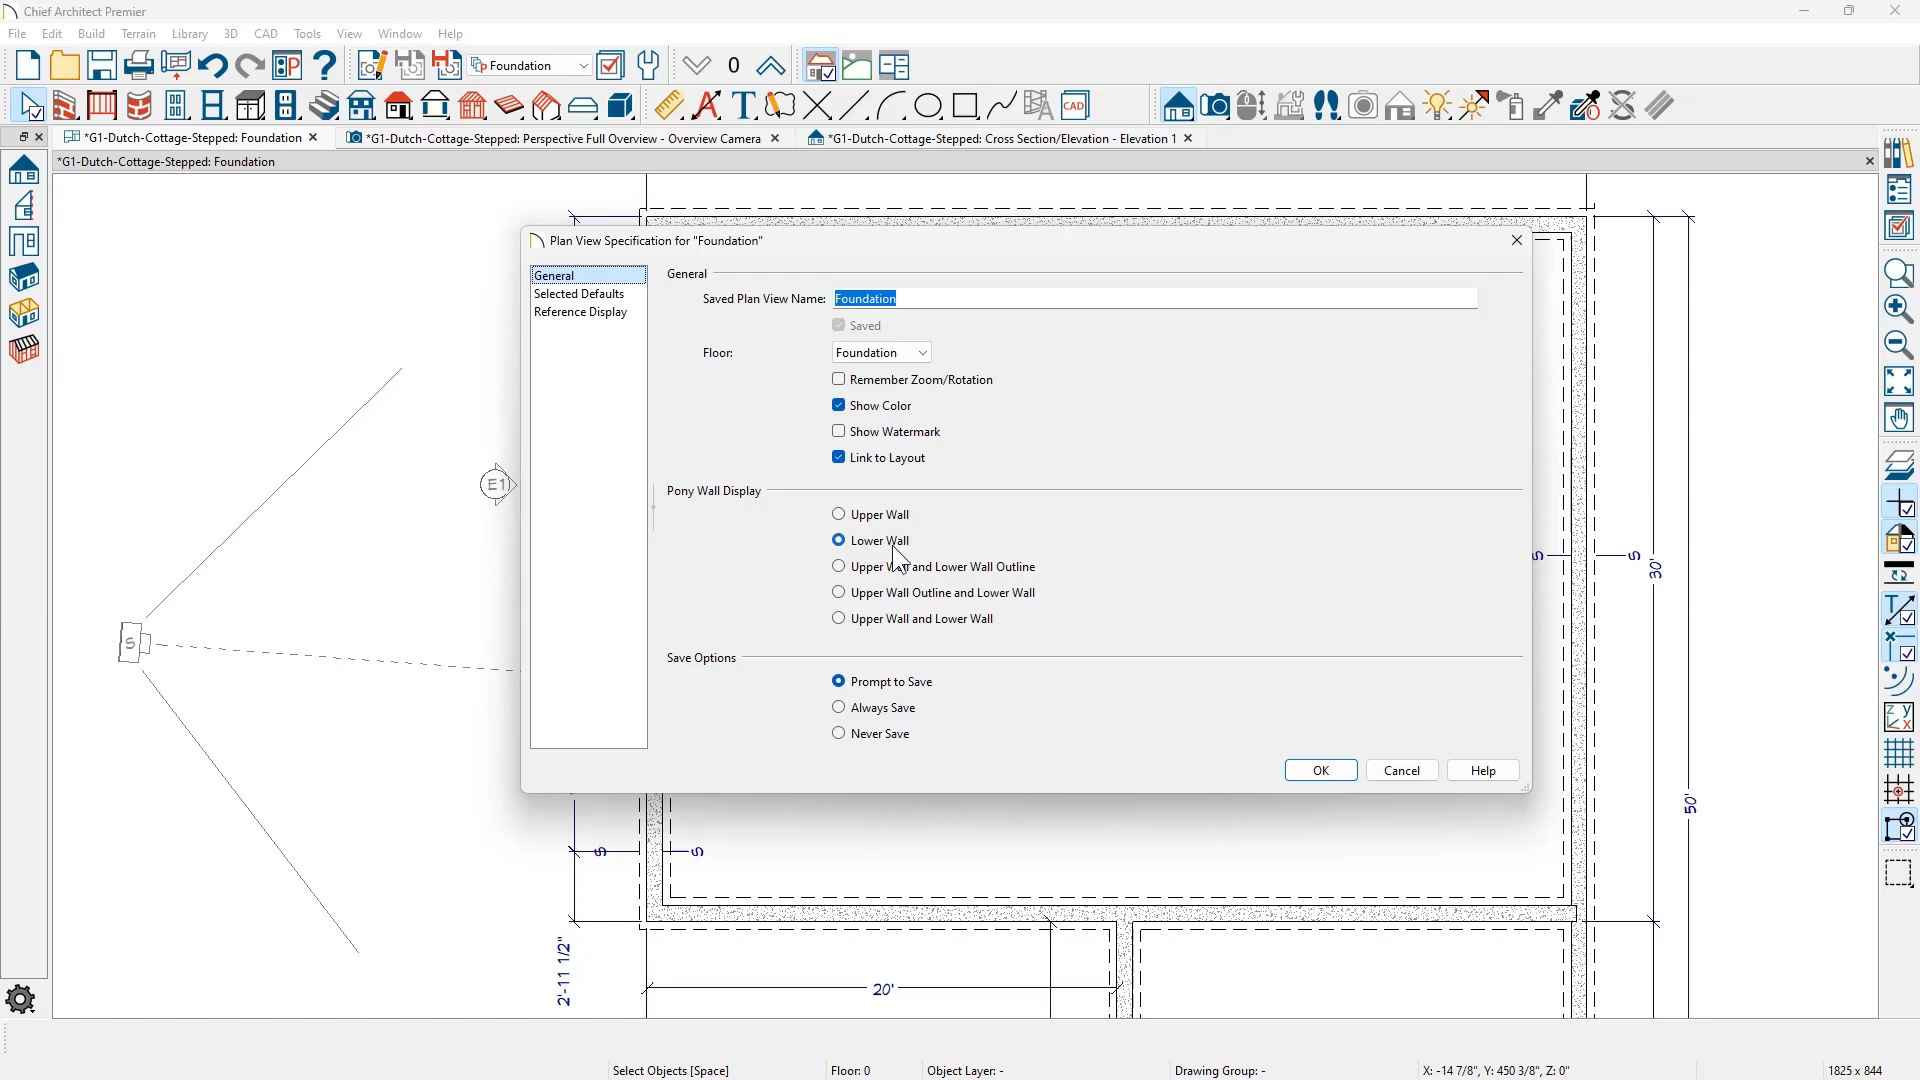 Chief Architect Premier
File Edit Build Terrain Library 3D CAD Tools View Window Help
Foundation
0
CAD
*G1-Dutch-Cottage-Stepped: Foundation
*G1-Dutch-Cottage-Stepped: Perspective Full Overview - Overview Camera
*G1-Dutch-Cottage-Stepped: Cross Section/Elevation - Elevation 1
*G1-Dutch-Cottage-Stepped: Foundation
Plan View Specification for "Foundation"
General
Selected Defaults
Reference Display
General
Saved Plan View Name: Foundation
Saved
Floor: Foundation
Remember Zoom/Rotation
Show Color
Show Watermark
Link to Layout
Pony Wall Display
Upper Wall
Lower Wall
Upper Wall and Lower Wall Outline
Upper Wall Outline and Lower Wall
Upper Wall and Lower Wall
Save Options
Prompt to Save
Always Save
Never Save
OK Cancel Help
E1
S
S S
30'
50'
S S
2'-11 1/2"
20'
Select Objects [Space] Floor: 0 Object Layer: - Drawing Group: - X: -14 7/8", Y: 450 3/8", Z: 0" 1825 x 844